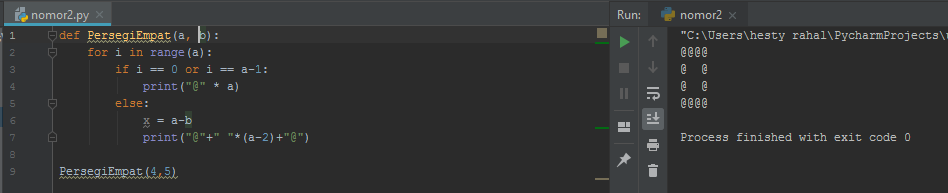 nomor2.py
1 def PersegiEmpat(a, b):
2     for i in range(a):
3         if i == 0 or i == a-1:
4             print("@" * a)
5         else:
6             x = a-b
7             print("@"+" "*(a-2)+"@")
8
9 PersegiEmpat(4,5)
Run: nomor2
"C:\Users\hesty rahal\PycharmProjects\
@@@@
@  @
@  @
@@@@
Process finished with exit code 0